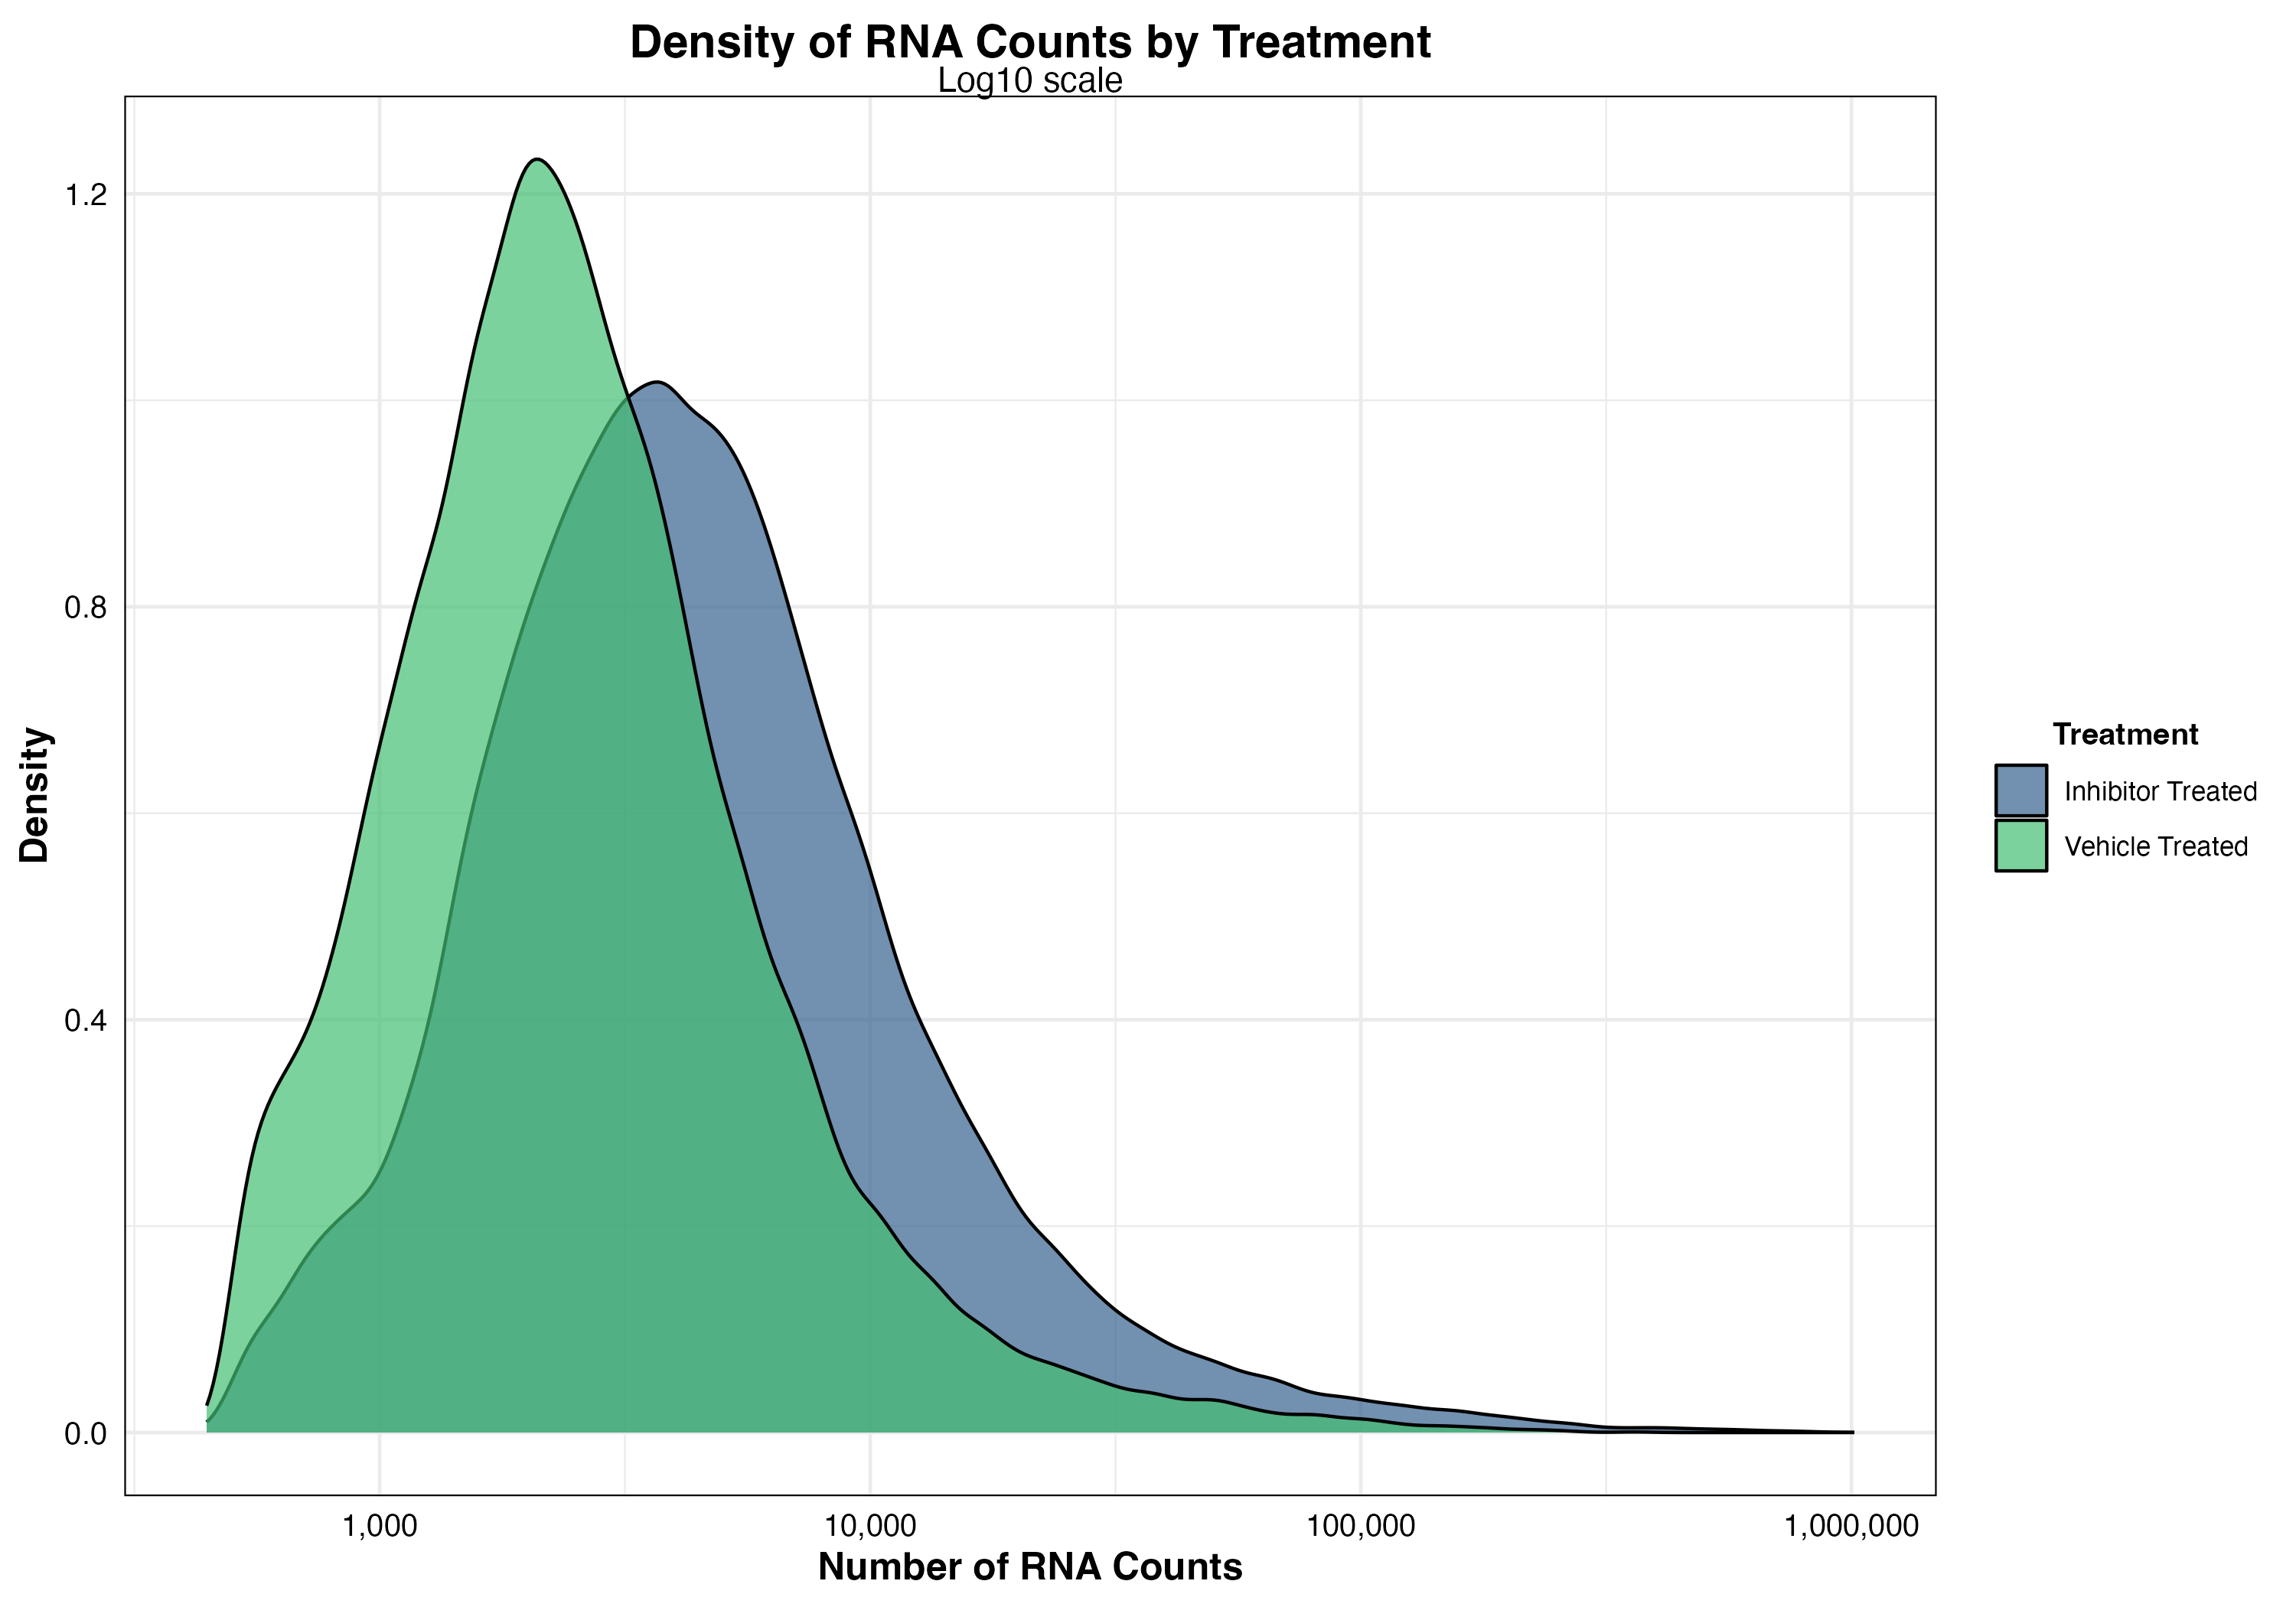 Density of RNA Counts by Treatment
Log10 scale
1.2
0.8
0.4
0.0
Density
1,000
10,000
100,000
1,000,000
Number of RNA Counts
Treatment
Inhibitor Treated
Vehicle Treated